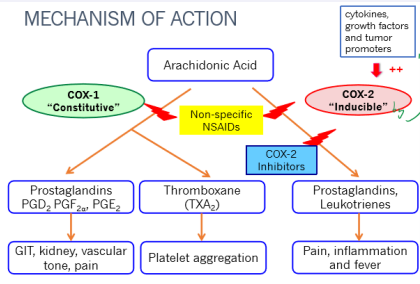 MECHANISM OF ACTION
cytokines,
growth factors
and tumor
promoters
++
Arachidonic Acid
COX-1
“Constitutive”
Non-specific
NSAIDs
COX-2
“Inducible”
COX-2
Inhibitors
Prostaglandins
PGD₂ PGF₂α, PGE₂
Thromboxane
(TXA₂)
Prostaglandins,
Leukotrienes
GIT, kidney, vascular
tone, pain
Platelet aggregation
Pain, inflammation
and fever